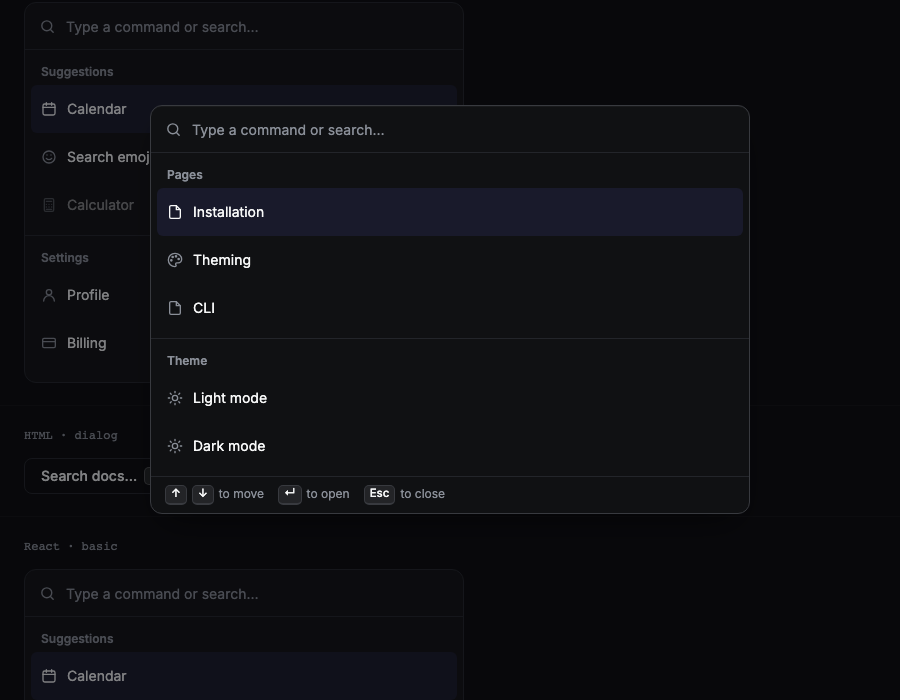 Type a command or search...
Suggestions
Calendar
Search emoj
Calculator
Settings
Profile
Billing
HTML · dialog
Search docs...
Type a command or search...
Pages
Installation
Theming
CLI
Theme
Light mode
Dark mode
↑ ↓ to move ↵ to open Esc to close
React · basic
Type a command or search...
Suggestions
Calendar